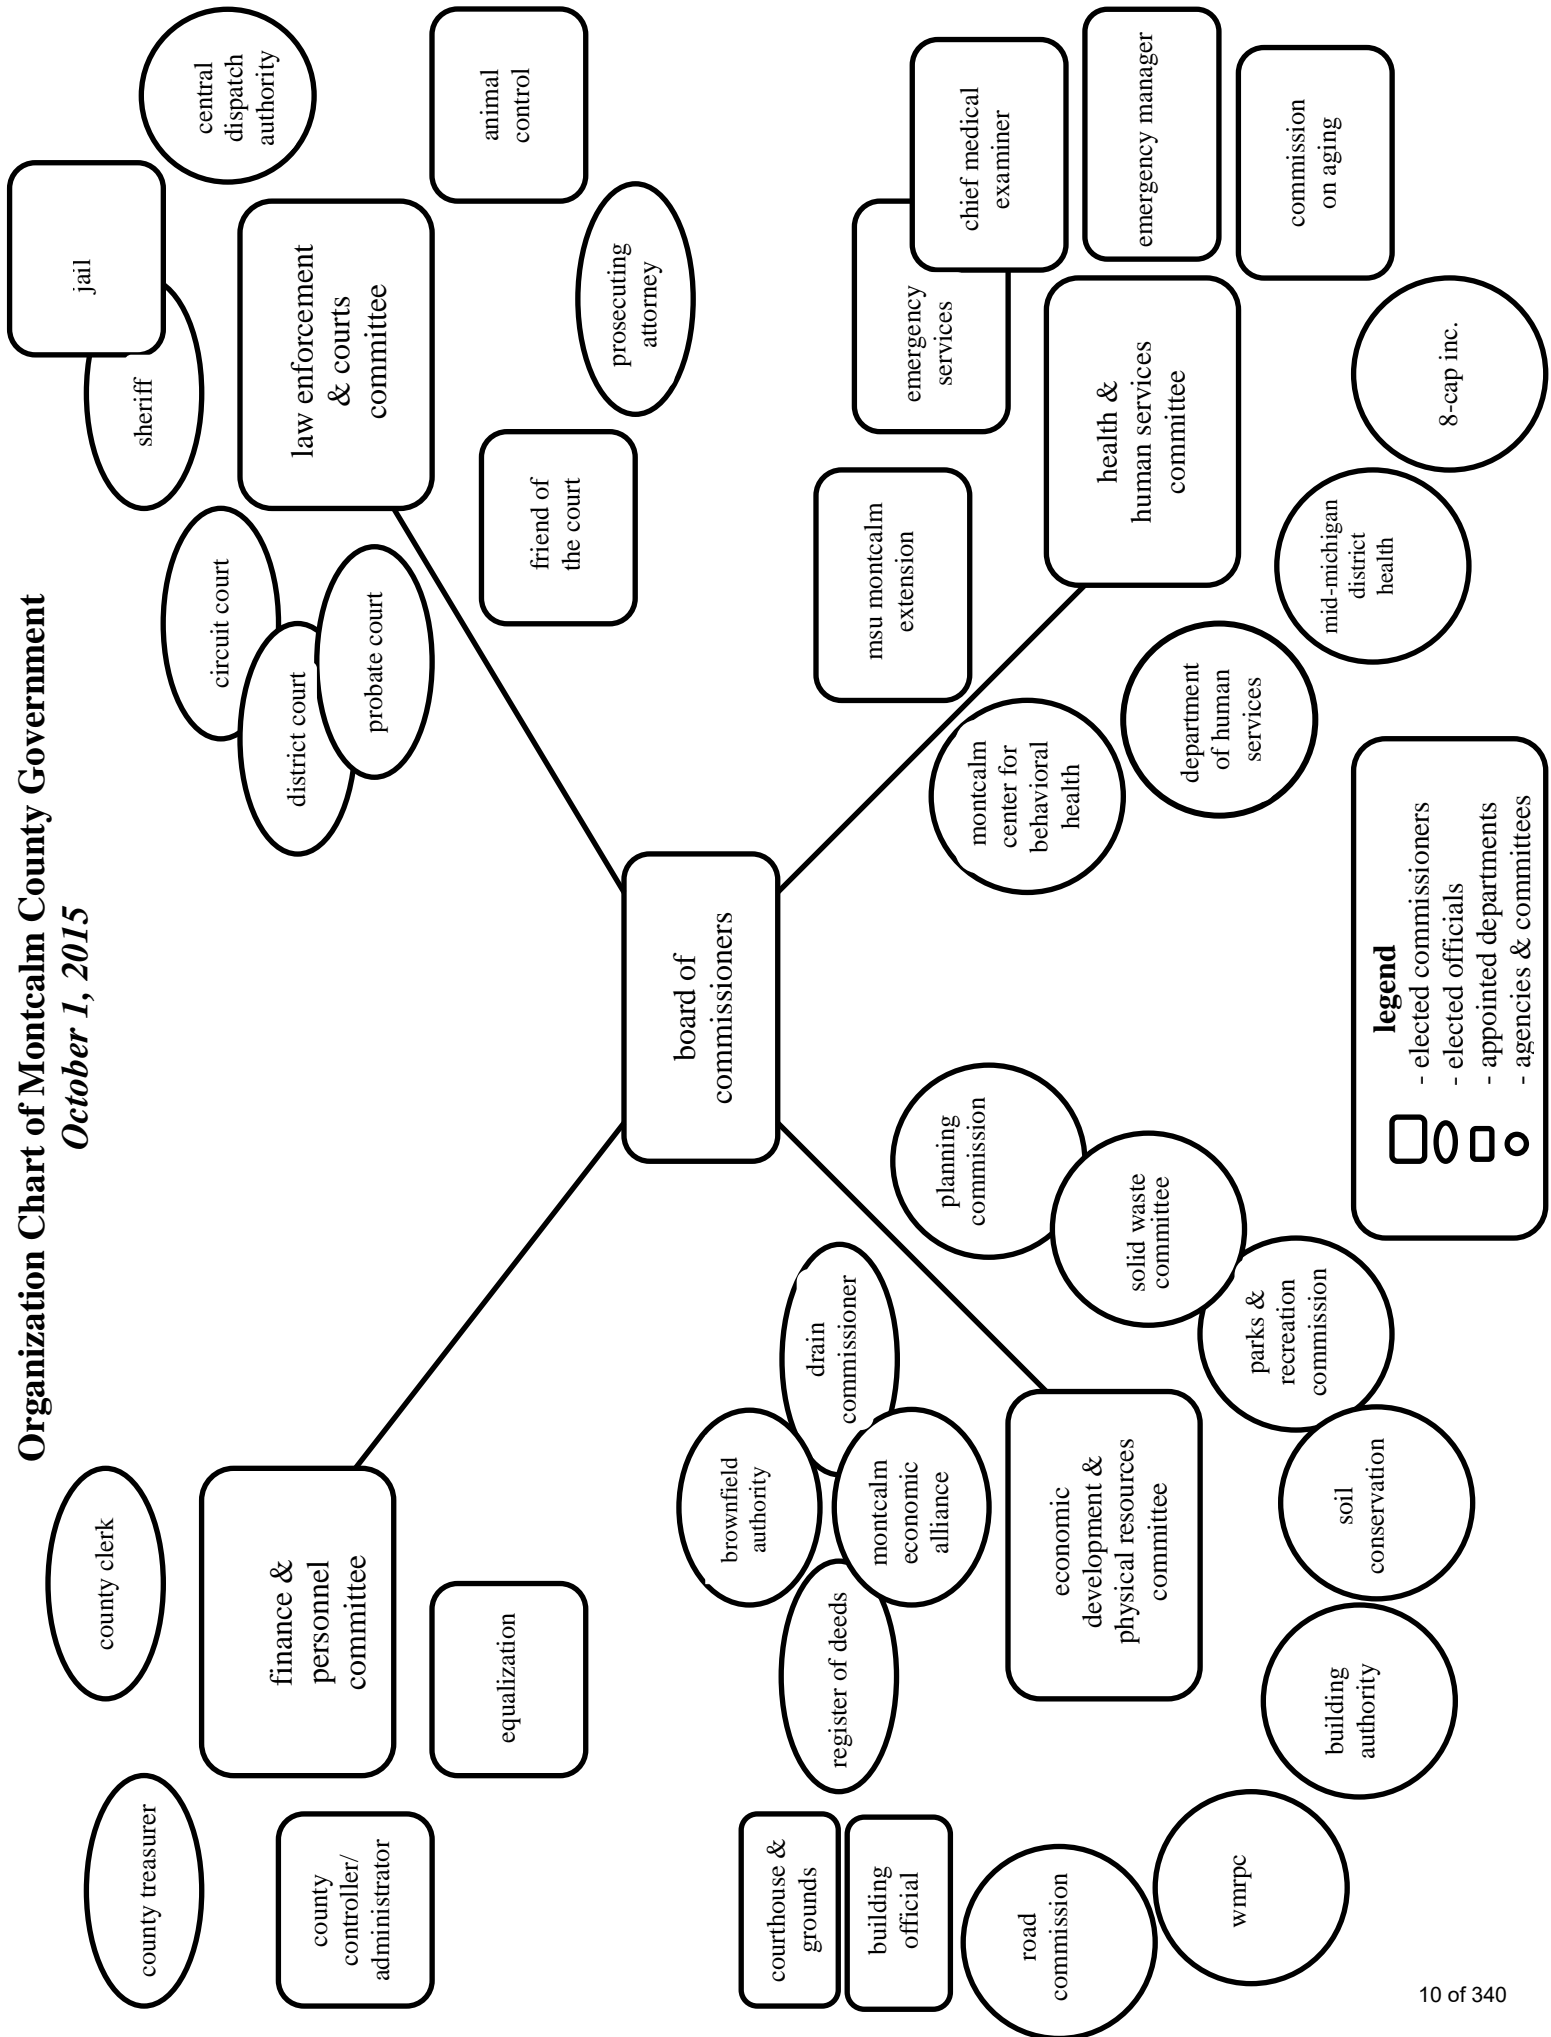 Organization Chart of Montcalm County Government
October 1, 2015
county treasurer
county clerk
county
controller/
administrator
finance &
personnel
committee
equalization
circuit court
district court
probate court
sheriff
jail
central
dispatch
authority
law enforcement
& courts
committee
animal
control
friend of
the court
prosecuting
attorney
board of
commissioners
courthouse &
grounds
building
official
road
commission
wmrpc
register of deeds
brownfield
authority
montcalm
economic
alliance
drain
commissioner
economic
development &
physical resources
committee
planning
commission
solid waste
committee
parks &
recreation
commission
soil
conservation
building
authority
msu montcalm
extension
emergency
services
chief medical
examiner
emergency manager
commission
on aging
health &
human services
committee
montcalm
center for
behavioral
health
department
of human
services
mid-michigan
district
health
8-cap inc.
legend
- elected commissioners
- elected officials
- appointed departments
- agencies & committees
10 of 340